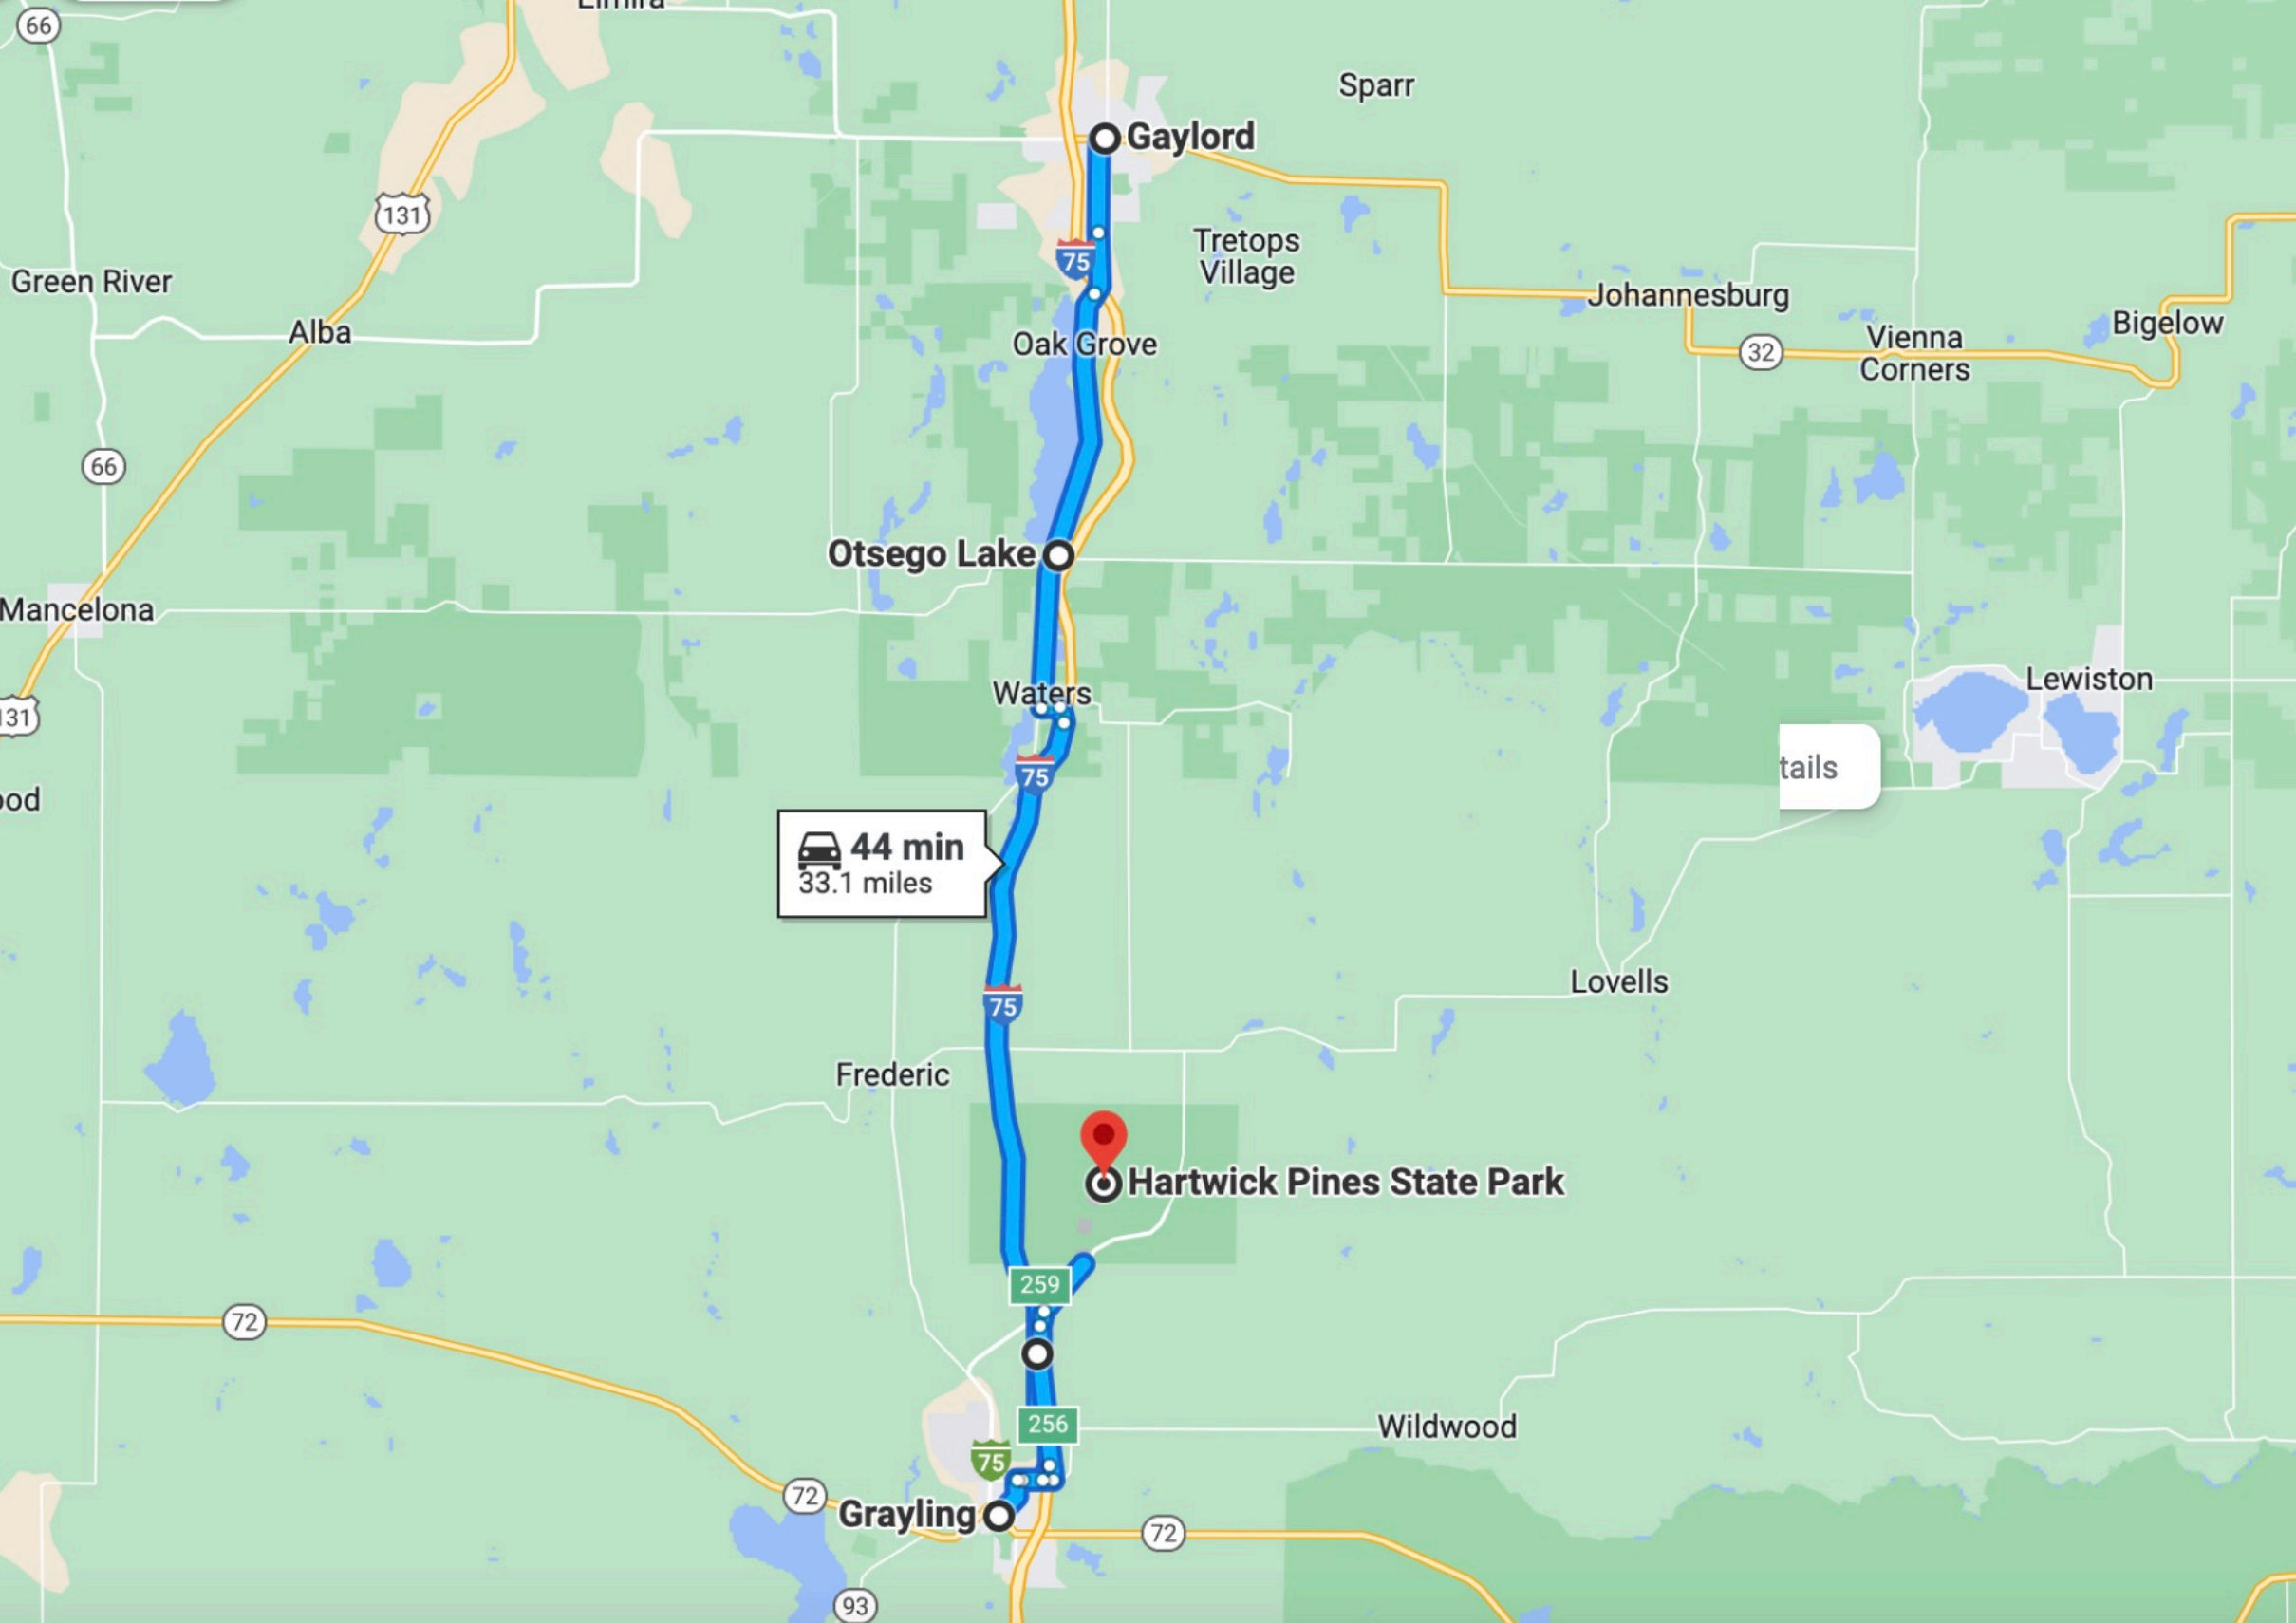 Elmira
66
Sparr
Gaylord
131
Tretops
Village
75
Green River
Johannesburg
Alba
Bigelow
Oak Grove
Vienna
Corners
32
66
Otsego Lake
Mancelona
Waters
Lewiston
131
75
tails
ood
44 min
33.1 miles
Lovells
75
Frederic
Hartwick Pines State Park
259
72
256
Wildwood
75
72
Grayling
72
93